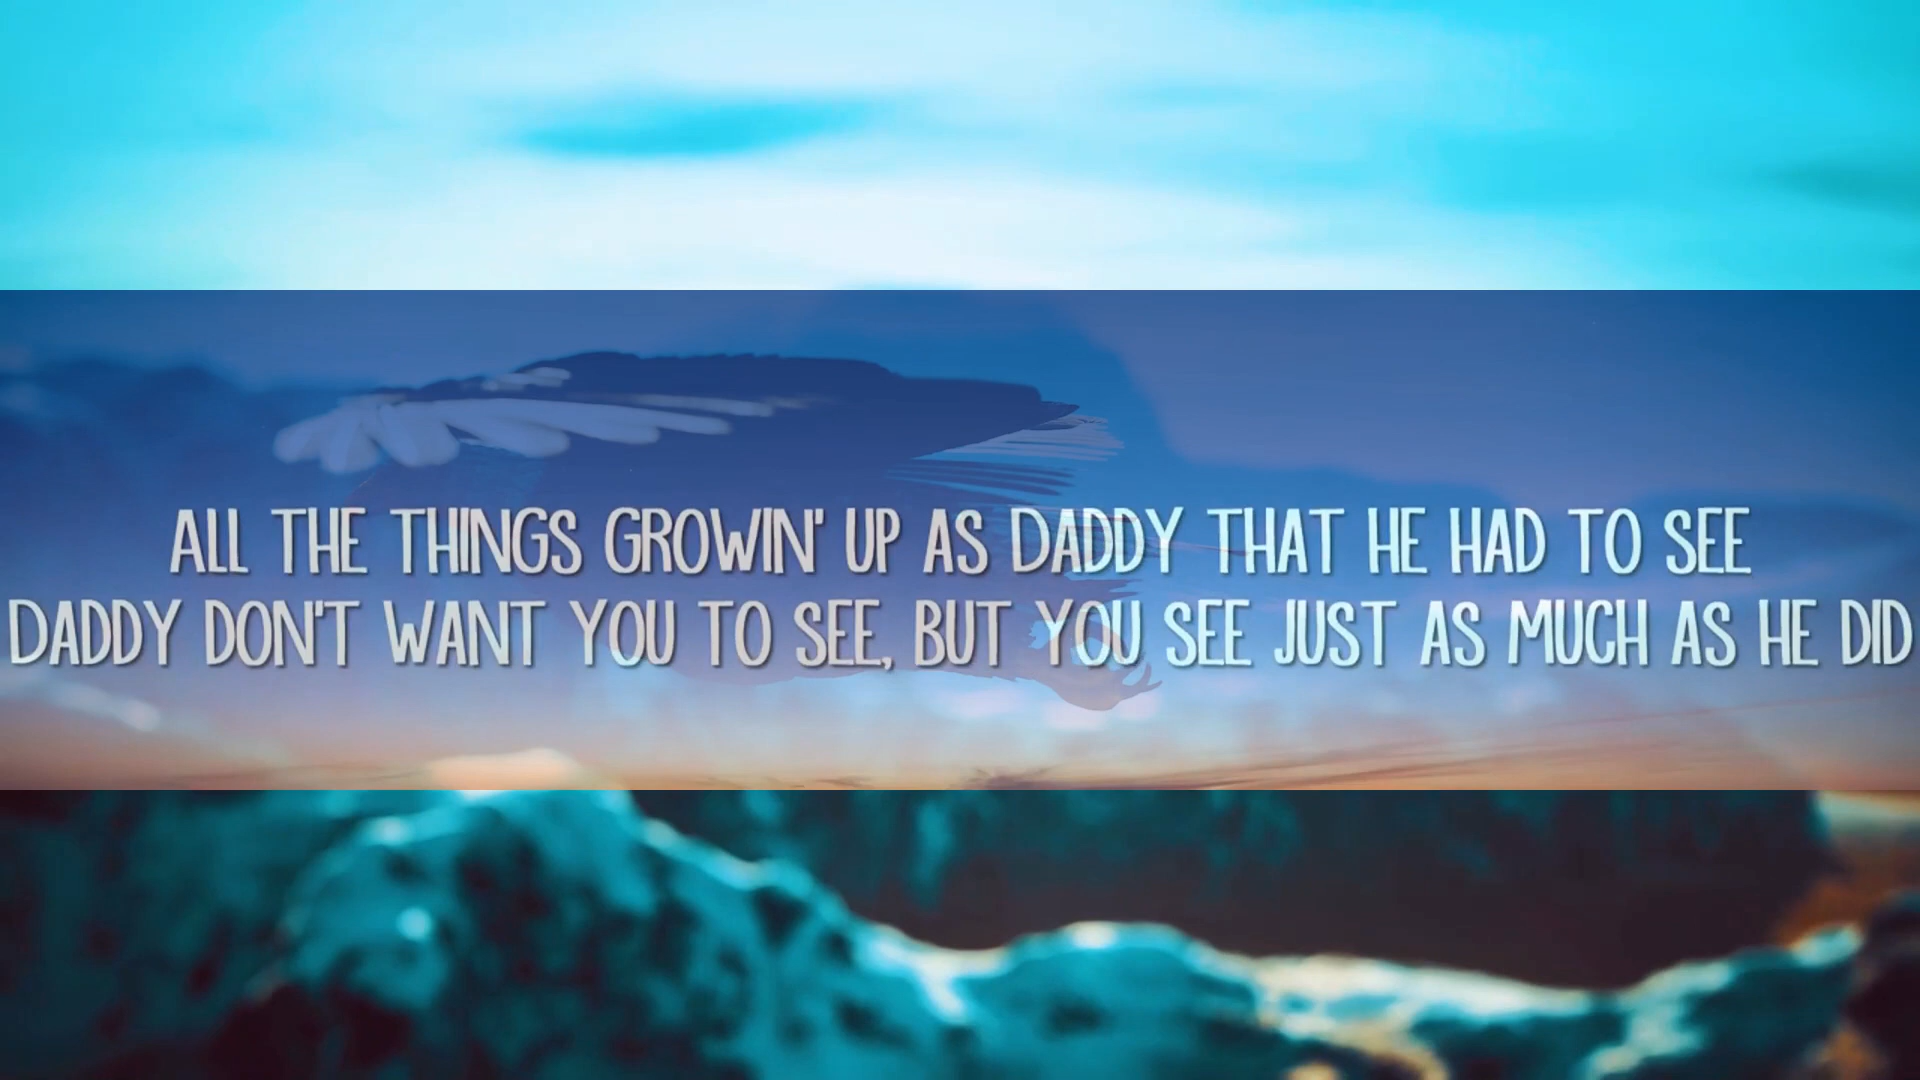 ALL THE THINGS GROWIN' UP AS DADDY THAT HE HAD TO SEE
DADDY DON'T WANT YOU TO SEE, BUT YOU SEE JUST AS MUCH AS HE DID